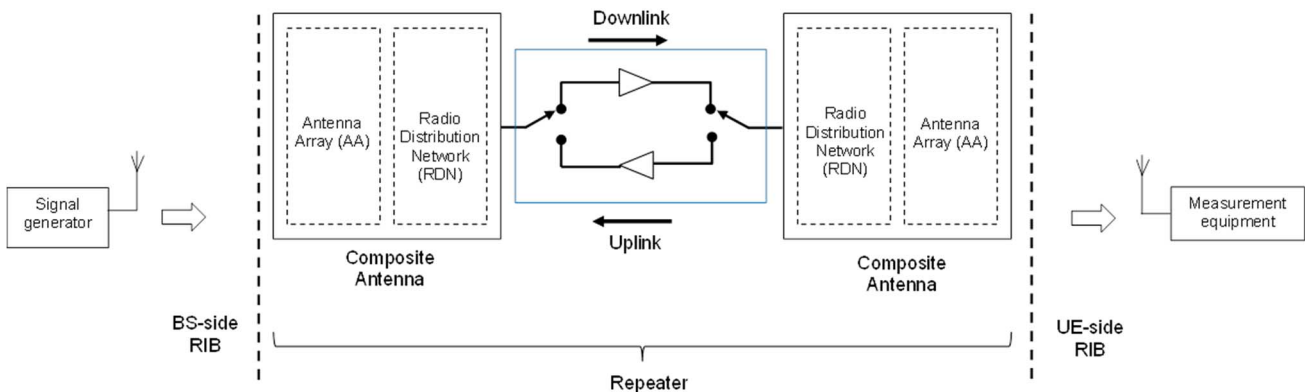 Downlink
Antenna
Array (AA)
Radio
Distribution
Network
(RDN)
Radio
Distribution
Network
(RDN)
Antenna
Array (AA)
Signal
generator
Measurement
equipment
Uplink
Composite
Antenna
Composite
Antenna
BS-side
RIB
UE-side
RIB
Repeater